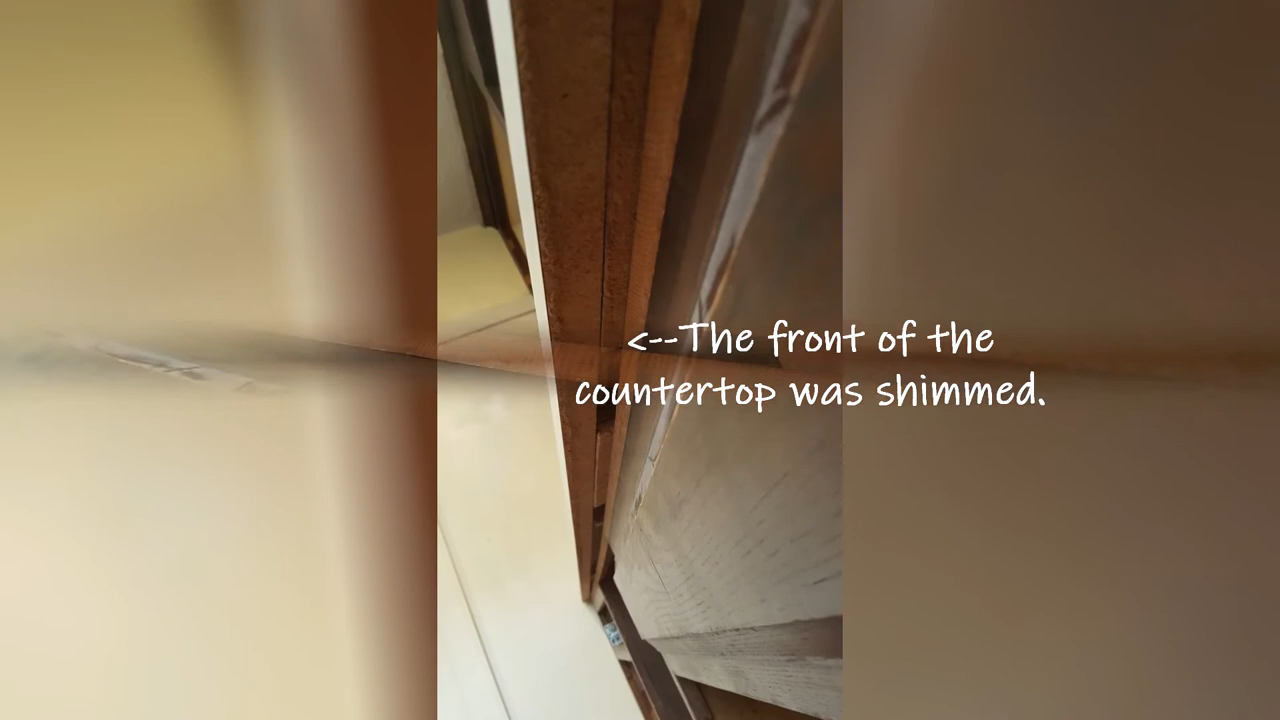 <--The front of the
countertop was shimmed.